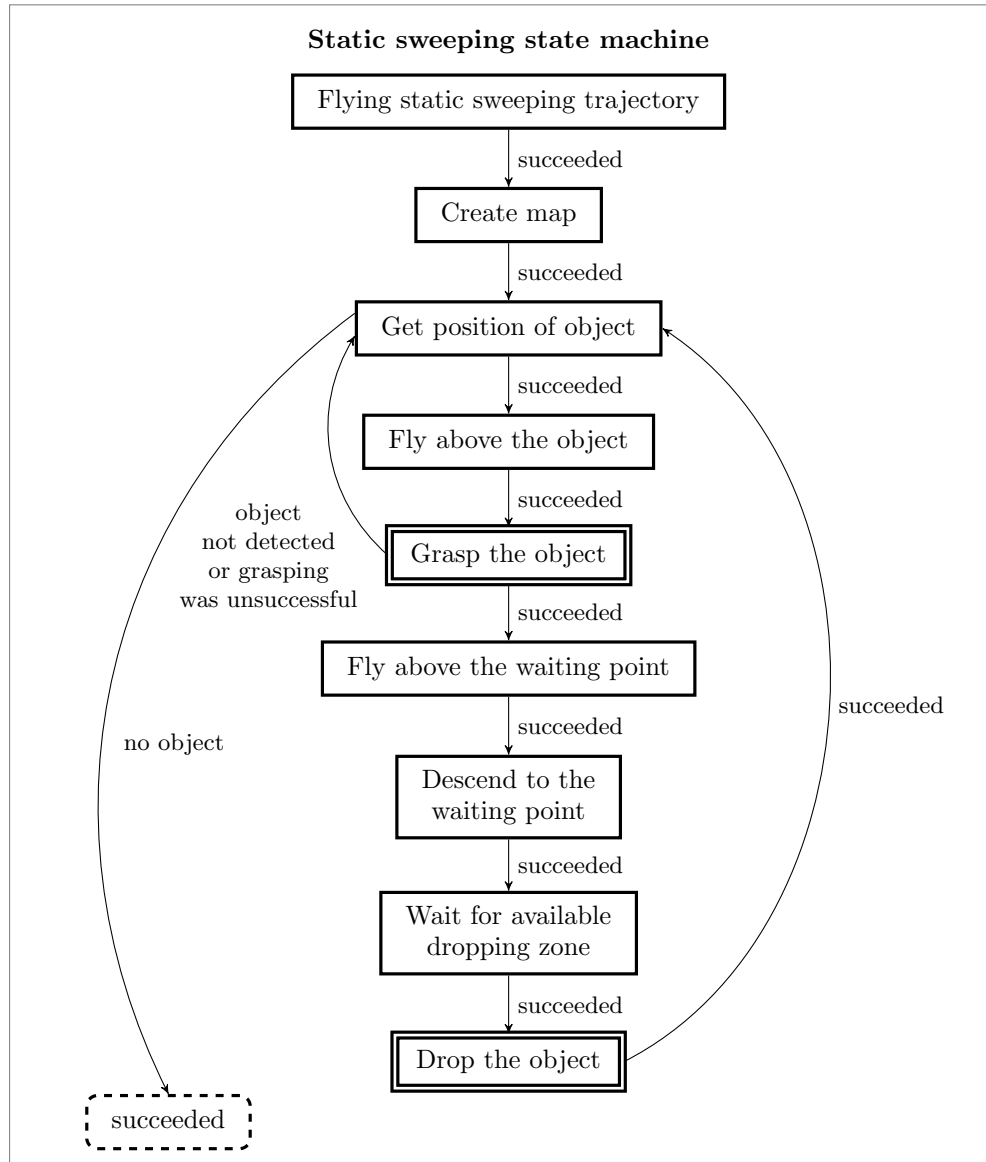 Static sweeping state machine
Flying static sweeping trajectory
succeeded
Create map
succeeded
Get position of object
succeeded
Fly above the object
succeeded
object
not detected
or grasping
was unsuccessful
Grasp the object
succeeded
Fly above the waiting point
succeeded
succeeded
no object
Descend to the
waiting point
succeeded
Wait for available
dropping zone
succeeded
Drop the object
succeeded